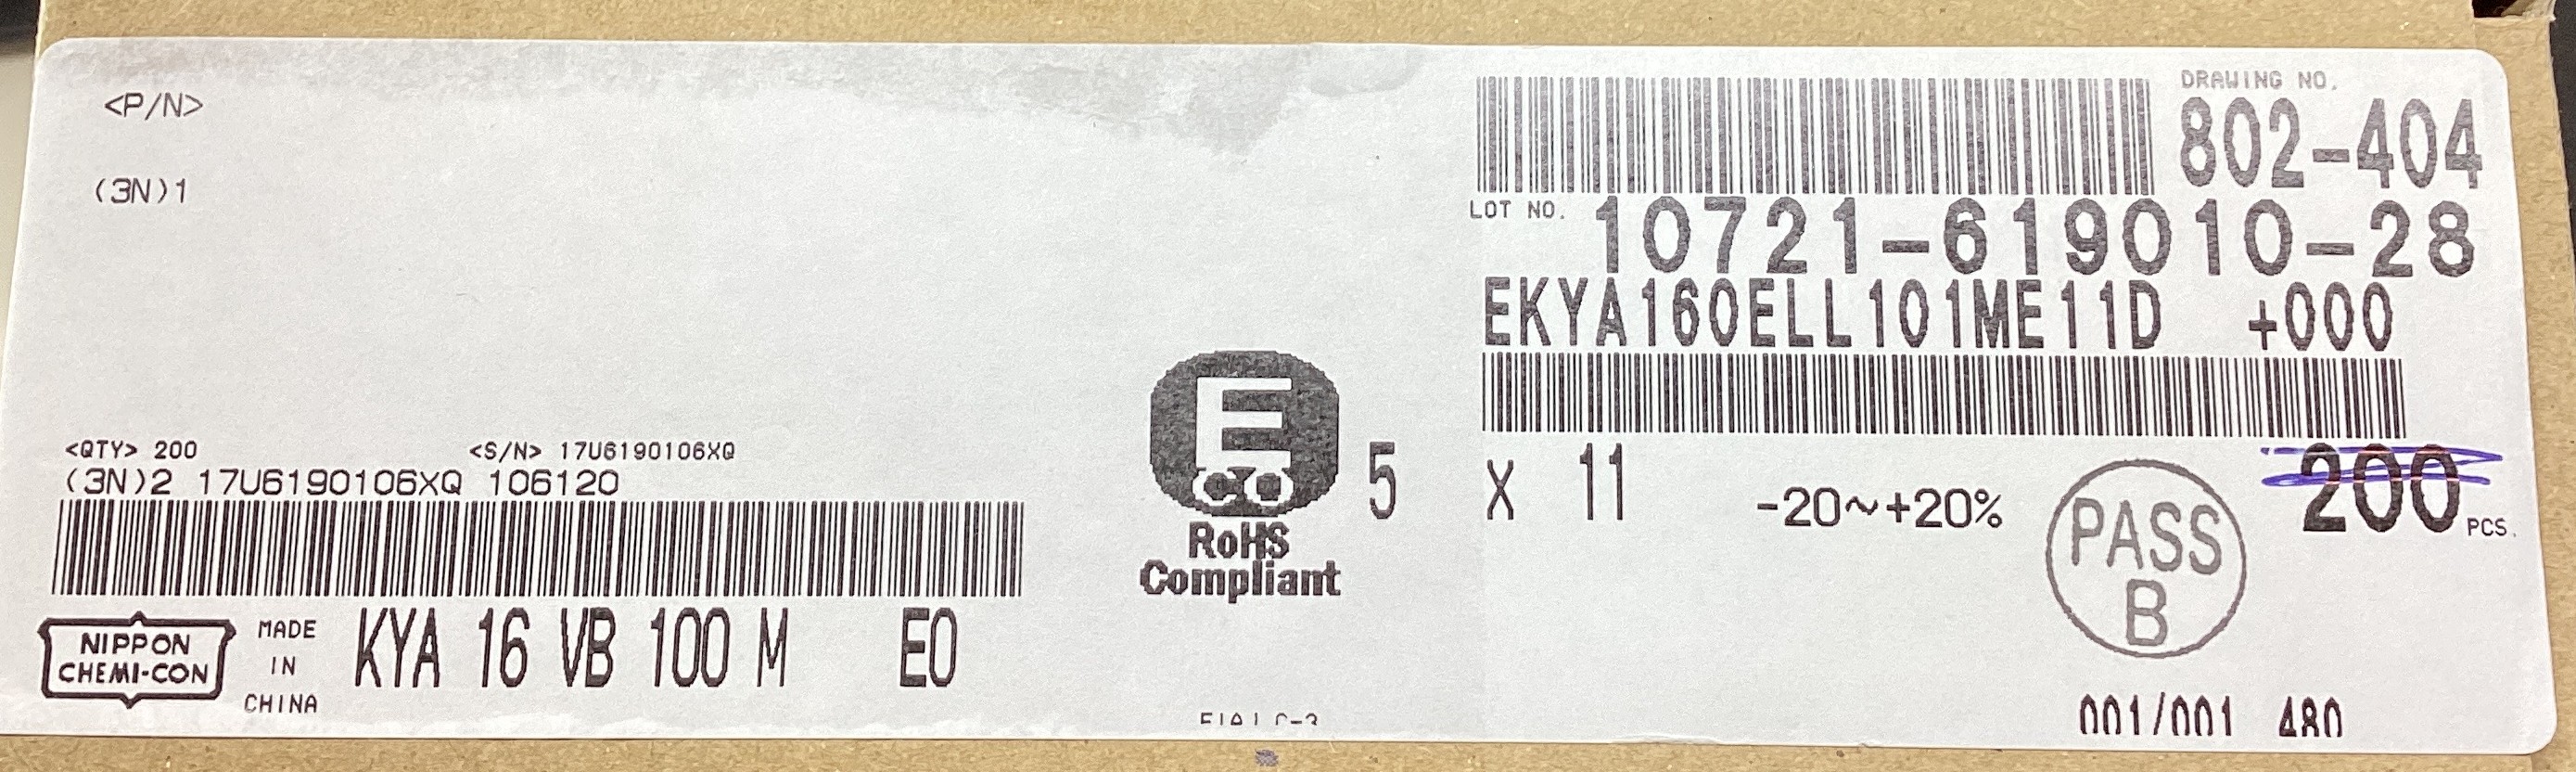 <P/N>
(3N)1
<QTY> 200 <S/N> 17U6190106XQ
(3N)2 17U6190106XQ 106120
NIPPON
CHEMI-CON
MADE
IN
CHINA
KYA 16 VB 100 M E0
E
RoHS
Compliant
DRAWING NO.
802-404
LOT NO. 10721-619010-28
EKYA160ELL101ME11D +000
5 X 11 -20~+20% 200 PCS.
PASS
B
001/001 480